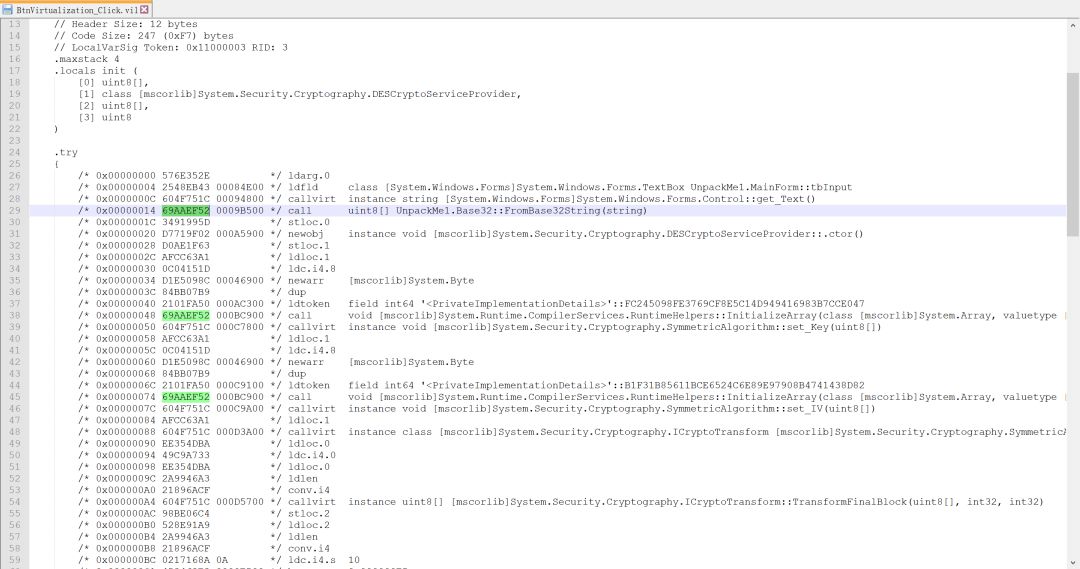 BtnVirtualization_Click.vil
13 // Header Size: 12 bytes
14 // Code Size: 247 (0xF7) bytes
15 // LocalVarSig Token: 0x11000003 RID: 3
16 .maxstack 4
17 .locals init (
18 [0] uint8[],
19 [1] class [mscorlib]System.Security.Cryptography.DESCryptoServiceProvider,
20 [2] uint8[],
21 [3] uint8
22 )
23
24 .try
25 {
26 /* 0x00000000 576E352E */ ldarg.0
27 /* 0x00000004 2548EB43 00084E00 */ ldfld class [System.Windows.Forms]System.Windows.Forms.TextBox UnpackMe1.MainForm::tbInput
28 /* 0x0000000C 604F751C 00094800 */ callvirt instance string [System.Windows.Forms]System.Windows.Forms.Control::get_Text()
29 /* 0x00000014 69AAEF52 0009B500 */ call uint8[] UnpackMe1.Base32::FromBase32String(string)
30 /* 0x0000001C 3491995D */ stloc.0
31 /* 0x00000020 D7719F02 000A5900 */ newobj instance void [mscorlib]System.Security.Cryptography.DESCryptoServiceProvider::.ctor()
32 /* 0x00000028 D0AE1F63 */ stloc.1
33 /* 0x0000002C AFCC63A1 */ ldloc.1
34 /* 0x00000030 0C04151D */ ldc.i4.8
35 /* 0x00000034 D1E5098C 00046900 */ newarr [mscorlib]System.Byte
36 /* 0x0000003C 84BB07B9 */ dup
37 /* 0x00000040 2101FA50 000AC300 */ ldtoken field int64 '<PrivateImplementationDetails>'::FC245098FE3769CF8E5C14D949416983B7CCE047
38 /* 0x00000048 69AAEF52 000BC900 */ call void [mscorlib]System.Runtime.CompilerServices.RuntimeHelpers::InitializeArray(class [mscorlib]System.Array, valuetype
39 /* 0x00000050 604F751C 000C7800 */ callvirt instance void [mscorlib]System.Security.Cryptography.SymmetricAlgorithm::set_Key(uint8[])
40 /* 0x00000058 AFCC63A1 */ ldloc.1
41 /* 0x0000005C 0C04151D */ ldc.i4.8
42 /* 0x00000060 D1E5098C 00046900 */ newarr [mscorlib]System.Byte
43 /* 0x00000068 84BB07B9 */ dup
44 /* 0x0000006C 2101FA50 000C9100 */ ldtoken field int64 '<PrivateImplementationDetails>'::B1F31B85611BCE6524C6E89E97908B4741438D82
45 /* 0x00000074 69AAEF52 000BC900 */ call void [mscorlib]System.Runtime.CompilerServices.RuntimeHelpers::InitializeArray(class [mscorlib]System.Array, valuetype
46 /* 0x0000007C 604F751C 000C9A00 */ callvirt instance void [mscorlib]System.Security.Cryptography.SymmetricAlgorithm::set_IV(uint8[])
47 /* 0x00000084 AFCC63A1 */ ldloc.1
48 /* 0x00000088 604F751C 000D3A00 */ callvirt instance class [mscorlib]System.Security.Cryptography.ICryptoTransform [mscorlib]System.Security.Cryptography.Symmetric
49 /* 0x00000090 EE354DBA */ ldloc.0
50 /* 0x00000094 49C9A733 */ ldc.i4.0
51 /* 0x00000098 EE354DBA */ ldloc.0
52 /* 0x0000009C 2A9946A3 */ ldlen
53 /* 0x000000A0 21896ACF */ conv.i4
54 /* 0x000000A4 604F751C 000D5700 */ callvirt instance uint8[] [mscorlib]System.Security.Cryptography.ICryptoTransform::TransformFinalBlock(uint8[], int32, int32)
55 /* 0x000000AC 98BE06C4 */ stloc.2
56 /* 0x000000B0 528E91A9 */ ldloc.2
57 /* 0x000000B4 2A9946A3 */ ldlen
58 /* 0x000000B8 21896ACF */ conv.i4
59 /* 0x000000BC 0217168A 0A */ ldc.i4.s 10